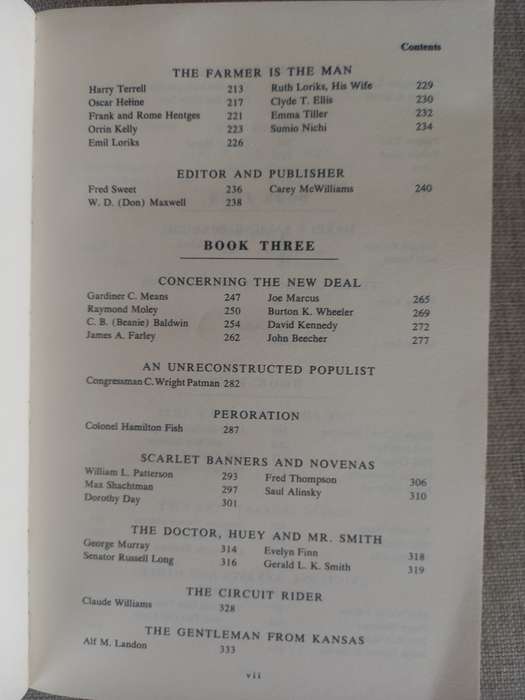 Contents
THE FARMER IS THE MAN
Harry Terrell 213 Ruth Loriks, His Wife 229
Oscar Heline 217 Clyde T. Ellis 230
Frank and Rome Hentges 221 Emma Tiller 232
Orrin Kelly 223 Sumio Nichi 234
Emil Loriks 226
EDITOR AND PUBLISHER
Fred Sweet 236 Carey McWilliams 240
W. D. (Don) Maxwell 238
BOOK THREE
CONCERNING THE NEW DEAL
Gardiner C. Means 247 Joe Marcus 265
Raymond Moley 250 Burton K. Wheeler 269
C. B. (Beanie) Baldwin 254 David Kennedy 272
James A. Farley 262 John Beecher 277
AN UNRECONSTRUCTED POPULIST
Congressman C. Wright Patman 282
PERORATION
Colonel Hamilton Fish 287
SCARLET BANNERS AND NOVENAS
William L. Patterson 293 Fred Thompson 306
Max Shachtman 297 Saul Alinsky 310
Dorothy Day 301
THE DOCTOR, HUEY AND MR. SMITH
George Murray 314 Evelyn Finn 318
Senator Russell Long 316 Gerald L. K. Smith 319
THE CIRCUIT RIDER
Claude Williams 328
THE GENTLEMAN FROM KANSAS
Alf M. Landon 333
vii